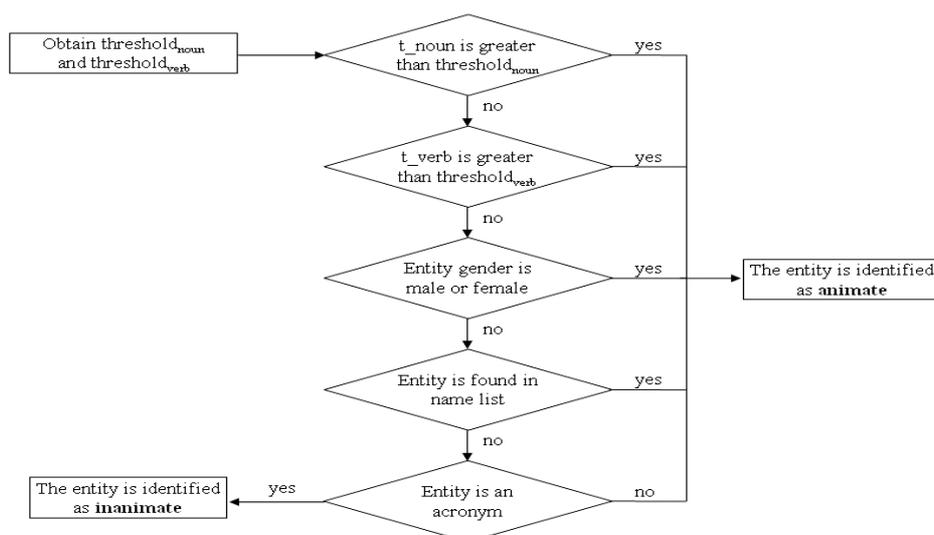 Obtain threshold_noun
and threshold_verb
t_noun is greater
than threshold_noun
yes
no
t_verb is greater
than threshold_verb
yes
no
Entity gender is
male or female
yes
The entity is identified
as animate
no
Entity is found in
name list
yes
no
The entity is identified
as inanimate
yes
Entity is an
acronym
no